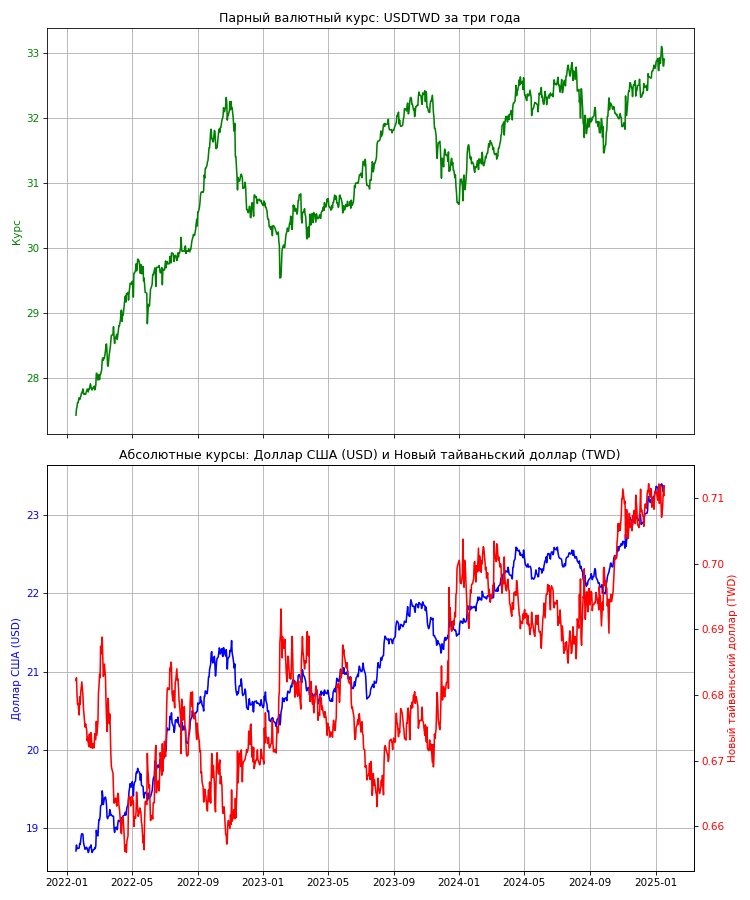 Парный валютный курс: USDTWD за три года
33
32
31
30
29
28
Курс
Абсолютные курсы: Доллар США (USD) и Новый тайваньский доллар (TWD)
23
22
21
20
19
Доллар США (USD)
0.71
0.70
0.69
0.68
0.67
0.66
Новый тайваньский доллар (TWD)
2022-01 2022-05 2022-09 2023-01 2023-05 2023-09 2024-01 2024-05 2024-09 2025-01